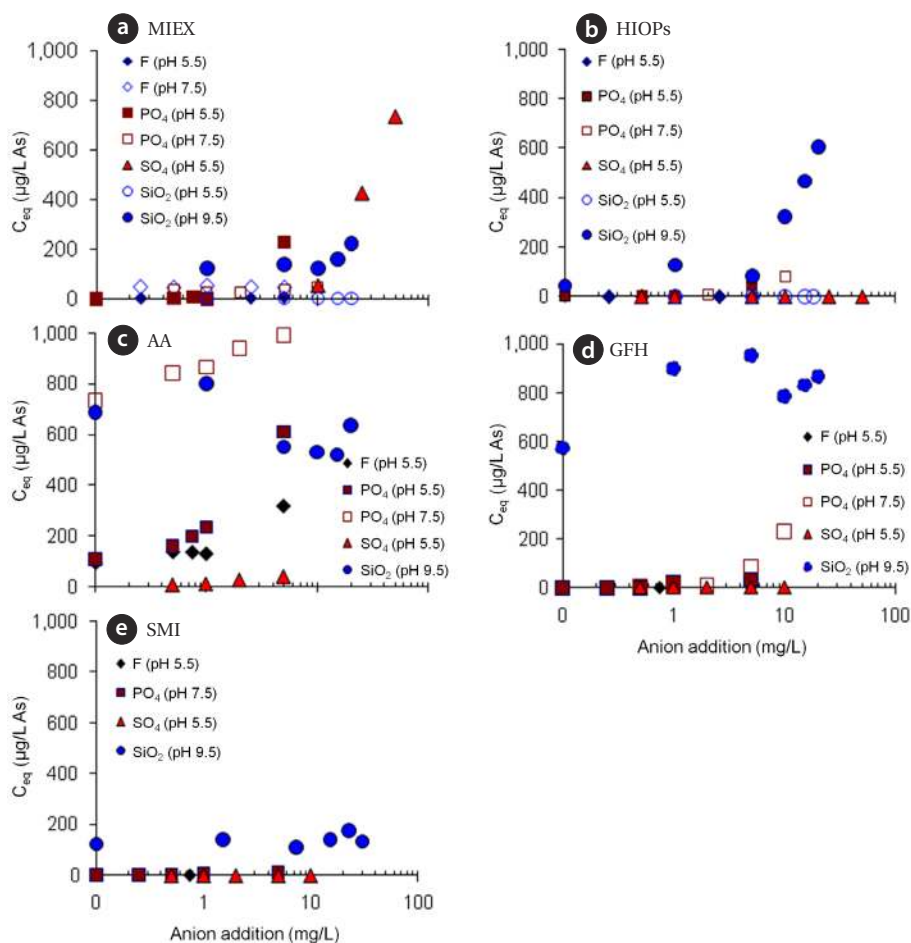 a MIEX
1,000
800
600
400
200
0
C_eq (µg/L As)
F (pH 5.5)
F (pH 7.5)
PO₄ (pH 5.5)
PO₄ (pH 7.5)
SO₄ (pH 5.5)
SiO₂ (pH 5.5)
SiO₂ (pH 9.5)
b HIOPs
1,000
800
600
400
200
0
C_eq (µg/L As)
F (pH 5.5)
PO₄ (pH 5.5)
PO₄ (pH 7.5)
SO₄ (pH 5.5)
SiO₂ (pH 5.5)
SiO₂ (pH 9.5)
c AA
1,000
800
600
400
200
0
C_eq (µg/L As)
F (pH 5.5)
PO₄ (pH 5.5)
PO₄ (pH 7.5)
SO₄ (pH 5.5)
SiO₂ (pH 9.5)
d GFH
1,000
800
600
400
200
0
C_eq (µg/L As)
F (pH 5.5)
PO₄ (pH 5.5)
PO₄ (pH 7.5)
SO₄ (pH 5.5)
SiO₂ (pH 9.5)
0 1 10 100
Anion addition (mg/L)
e SMI
1,000
800
600
400
200
0
C_eq (µg/L As)
F (pH 5.5)
PO₄ (pH 7.5)
SO₄ (pH 5.5)
SiO₂ (pH 9.5)
0 1 10 100
Anion addition (mg/L)